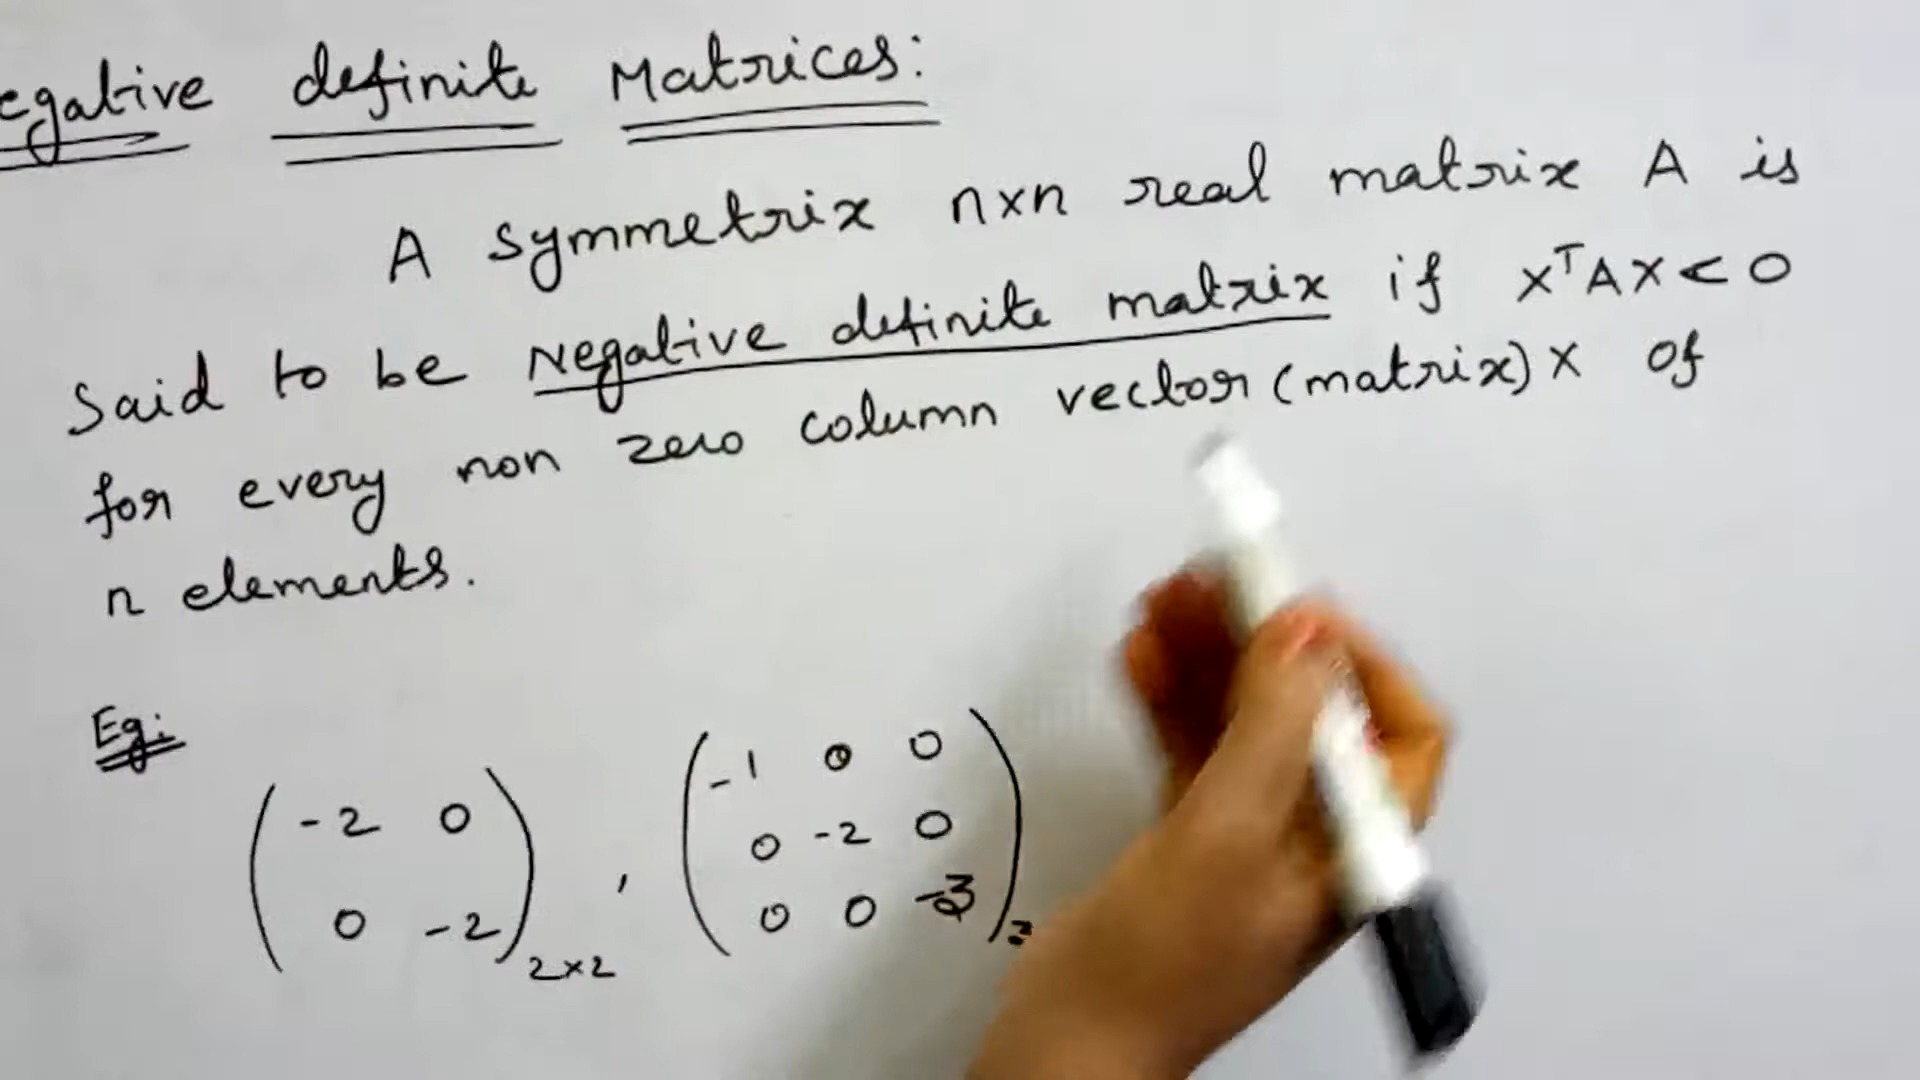 egative definite Matrices:
A symmetrix n×n real matrix A is
Said to be Negative definite matrix if XᵀAX<0
for every non zero column vector (matrix) X of
n elements.
Eg:
(-2 0
0 -2) 2×2 , (-1 0 0
0 -2 0
0 0 -3)